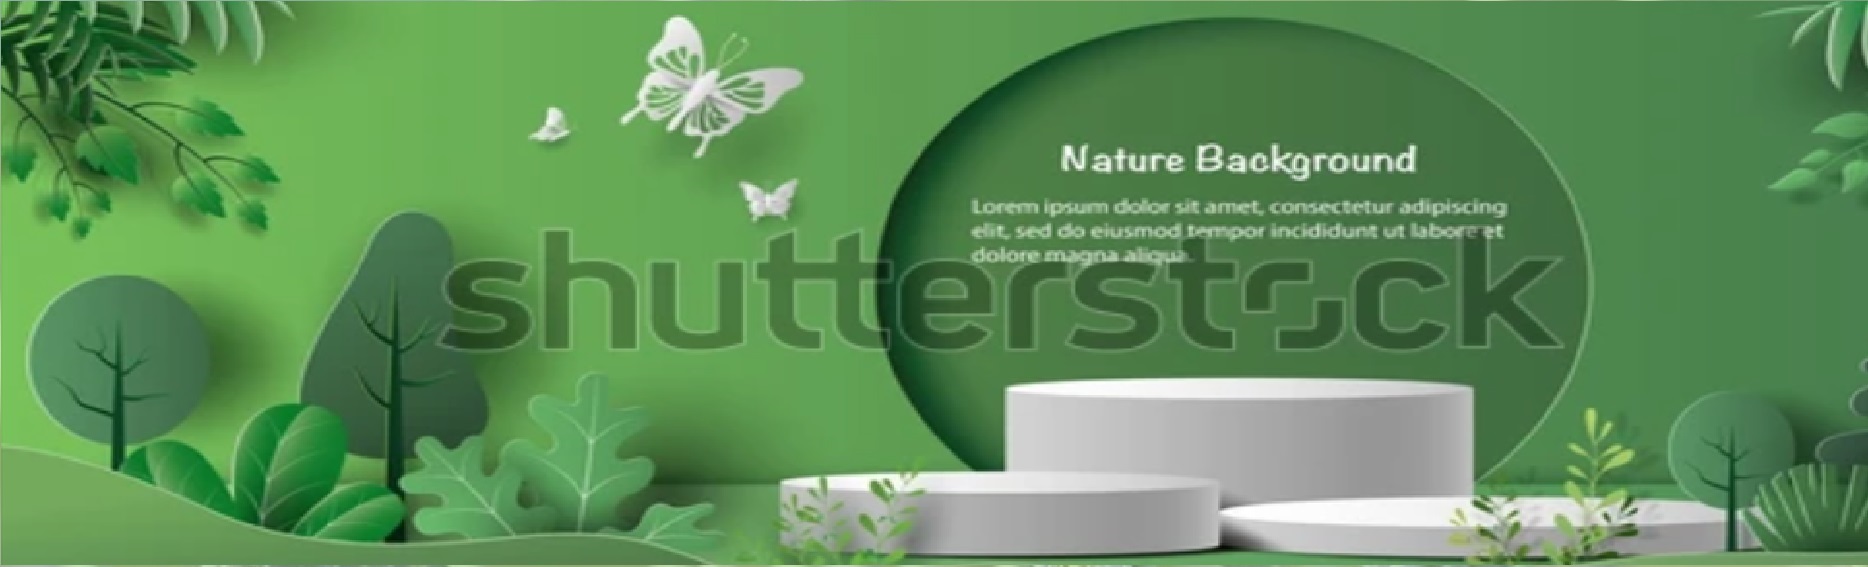 Nature Background
Lorem ipsum dolor sit amet, consectetur adipiscing
elit, sed do eiusmod tempor incididunt ut labore et
dolore magna aliqua.
shutterstock